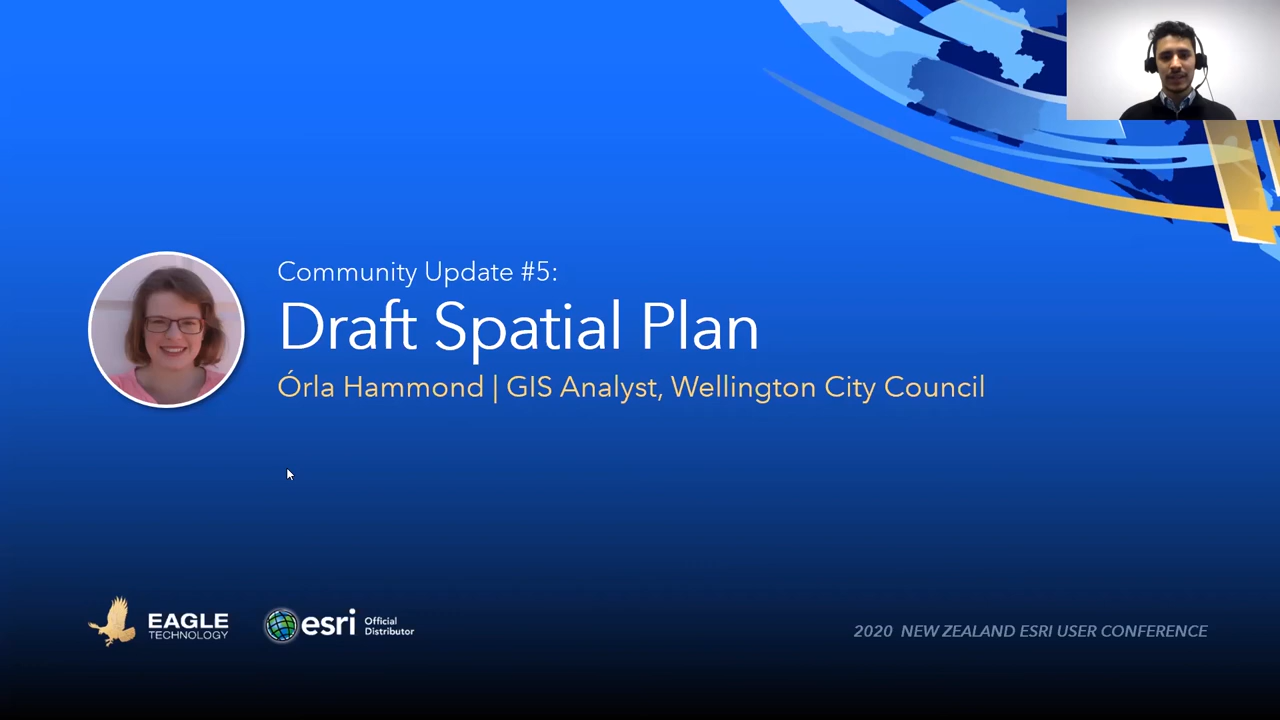 Community Update #5:
Draft Spatial Plan
Órla Hammond | GIS Analyst, Wellington City Council
EAGLE
TECHNOLOGY
esri
Official
Distributor
2020 NEW ZEALAND ESRI USER CONFERENCE